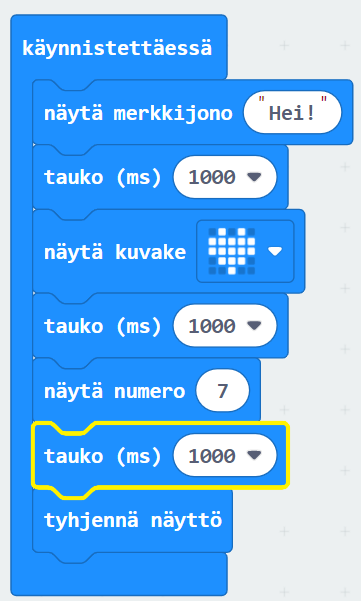 käynnistettäessä
näytä merkkijono "Hei!"
tauko (ms) 1000
näytä kuvake
tauko (ms) 1000
näytä numero 7
tauko (ms) 1000
tyhjennä näyttö